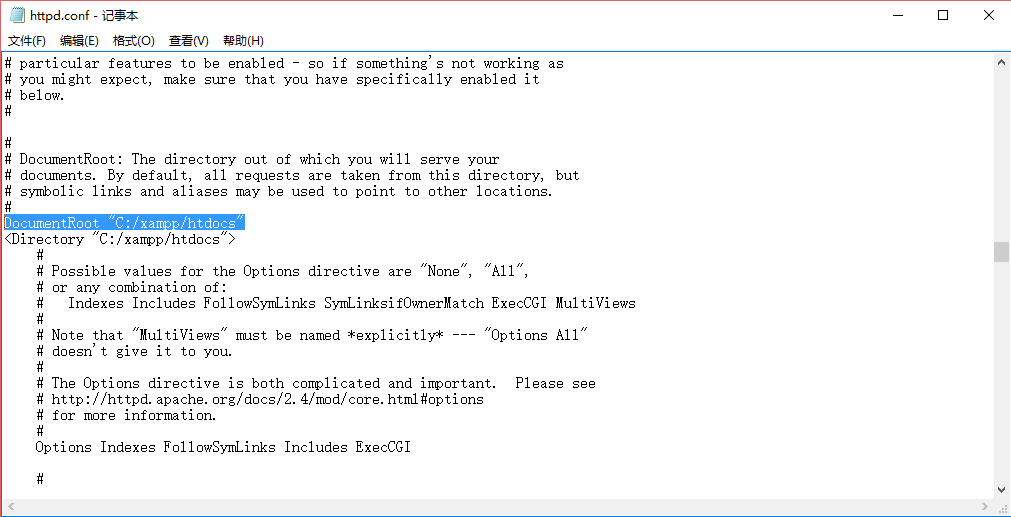 httpd.conf - 记事本
文件(F) 编辑(E) 格式(O) 查看(V) 帮助(H)
# particular features to be enabled - so if something's not working as
# you might expect, make sure that you have specifically enabled it
# below.
#
#
# DocumentRoot: The directory out of which you will serve your
# documents. By default, all requests are taken from this directory, but
# symbolic links and aliases may be used to point to other locations.
#
DocumentRoot "C:/xampp/htdocs"
<Directory "C:/xampp/htdocs">
    #
    # Possible values for the Options directive are "None", "All",
    # or any combination of:
    #   Indexes Includes FollowSymLinks SymLinksifOwnerMatch ExecCGI MultiViews
    #
    # Note that "MultiViews" must be named *explicitly* --- "Options All"
    # doesn't give it to you.
    #
    # The Options directive is both complicated and important.  Please see
    # http://httpd.apache.org/docs/2.4/mod/core.html#options
    # for more information.
    #
    Options Indexes FollowSymLinks Includes ExecCGI
    #